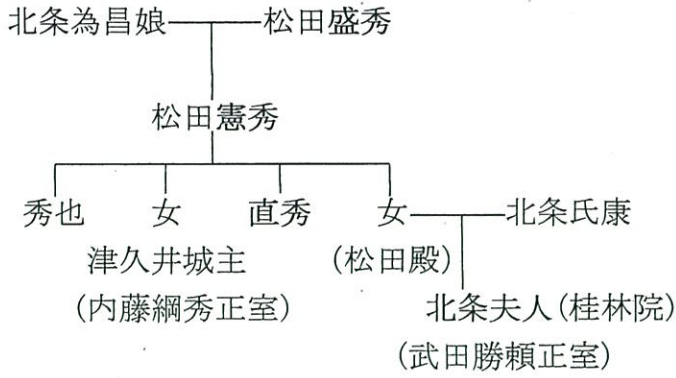 北条為昌娘 松田盛秀
松田憲秀
秀也 女 直秀 女 北条氏康
津久井城主 (松田殿)
(内藤綱秀正室) 北条夫人(桂林院)
(武田勝頼正室)